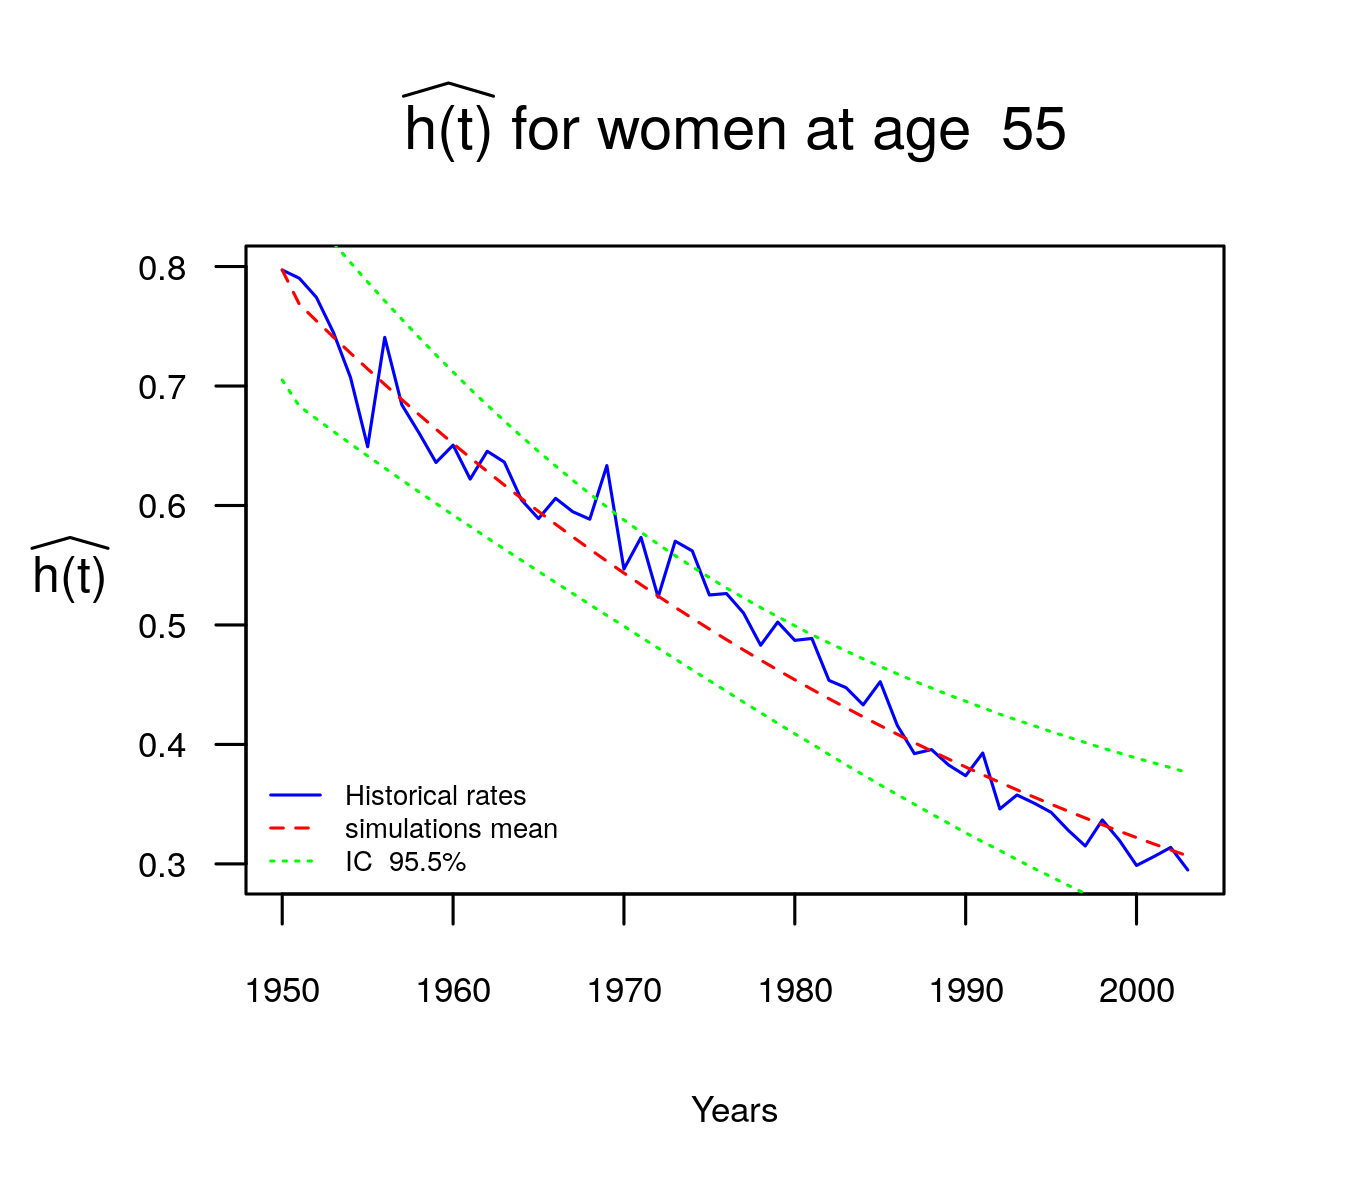 h(t) for women at age 55
0.8
0.7
0.6
0.5
0.4
0.3
h(t)
Historical rates
simulations mean
IC 95.5%
1950 1960 1970 1980 1990 2000
Years